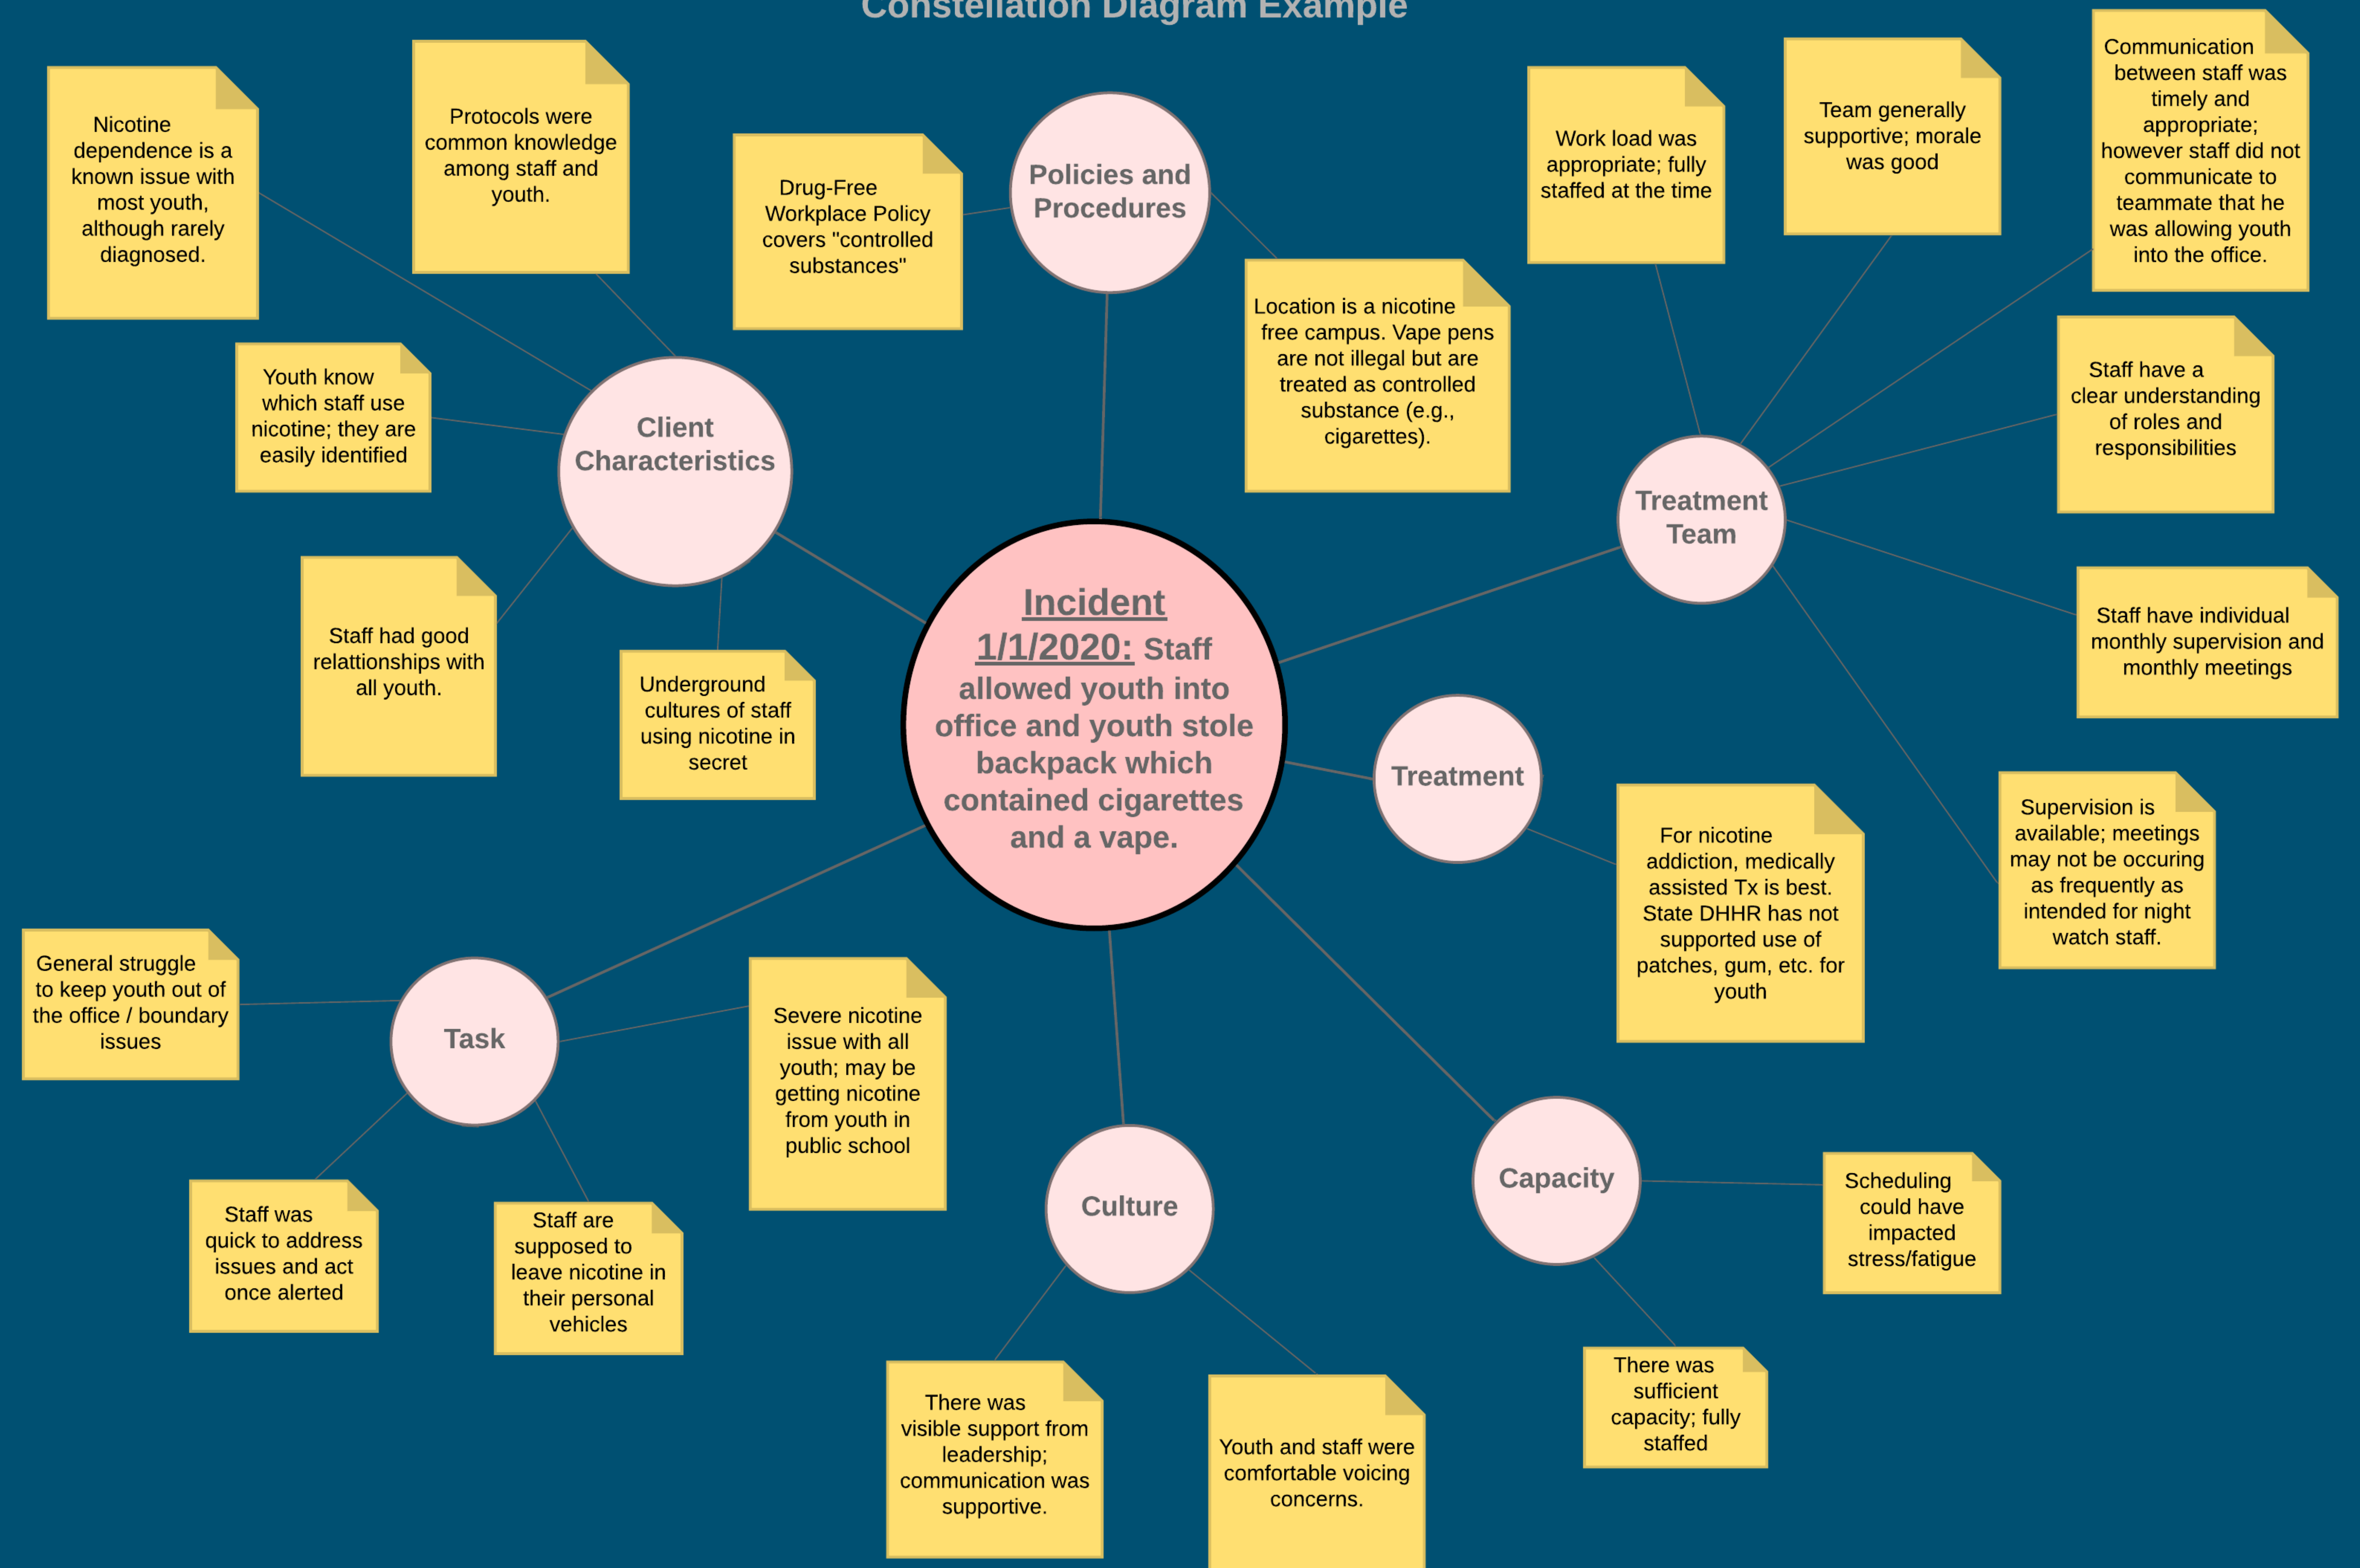 Constellation Diagram Example
Nicotine
dependence is a
known issue with
most youth,
although rarely
diagnosed.
Protocols were
common knowledge
among staff and
youth.
Drug-Free
Workplace Policy
covers "controlled
substances"
Policies and
Procedures
Location is a nicotine
free campus. Vape pens
are not illegal but are
treated as controlled
substance (e.g.,
cigarettes).
Work load was
appropriate; fully
staffed at the time
Team generally
supportive; morale
was good
Communication
between staff was
timely and
appropriate;
however staff did not
communicate to
teammate that he
was allowing youth
into the office.
Youth know
which staff use
nicotine; they are
easily identified
Client
Characteristics
Staff have a
clear understanding
of roles and
responsibilities
Treatment
Team
Staff had good
relattionships with
all youth.
Underground
cultures of staff
using nicotine in
secret
Incident
1/1/2020: Staff
allowed youth into
office and youth stole
backpack which
contained cigarettes
and a vape.
Staff have individual
monthly supervision and
monthly meetings
Treatment
For nicotine
addiction, medically
assisted Tx is best.
State DHHR has not
supported use of
patches, gum, etc. for
youth
Supervision is
available; meetings
may not be occuring
as frequently as
intended for night
watch staff.
General struggle
to keep youth out of
the office / boundary
issues
Task
Severe nicotine
issue with all
youth; may be
getting nicotine
from youth in
public school
Staff was
quick to address
issues and act
once alerted
Staff are
supposed to
leave nicotine in
their personal
vehicles
Culture
Capacity
Scheduling
could have
impacted
stress/fatigue
There was
visible support from
leadership;
communication was
supportive.
Youth and staff were
comfortable voicing
concerns.
There was
sufficient
capacity; fully
staffed